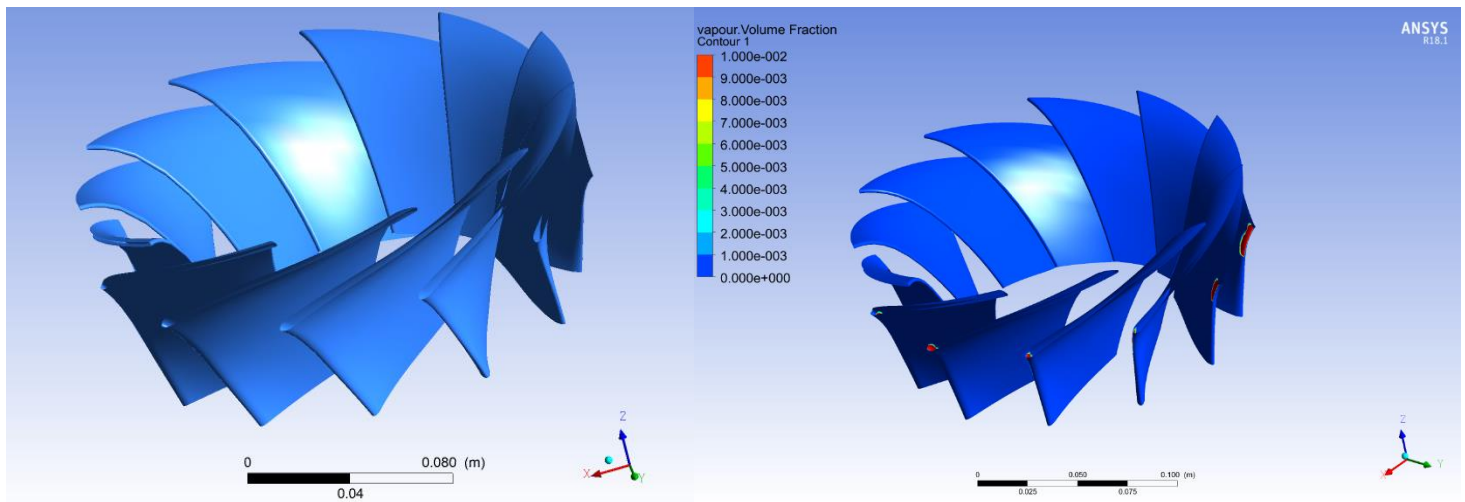 0
0.080 (m)
0.04
X
Y
Z
vapour.Volume Fraction
Contour 1
1.000e-002
9.000e-003
8.000e-003
7.000e-003
6.000e-003
5.000e-003
4.000e-003
3.000e-003
2.000e-003
1.000e-003
0.000e+000
ANSYS
R18.1
0
0.050
0.100 (m)
0.025
0.075
Z
Y
X